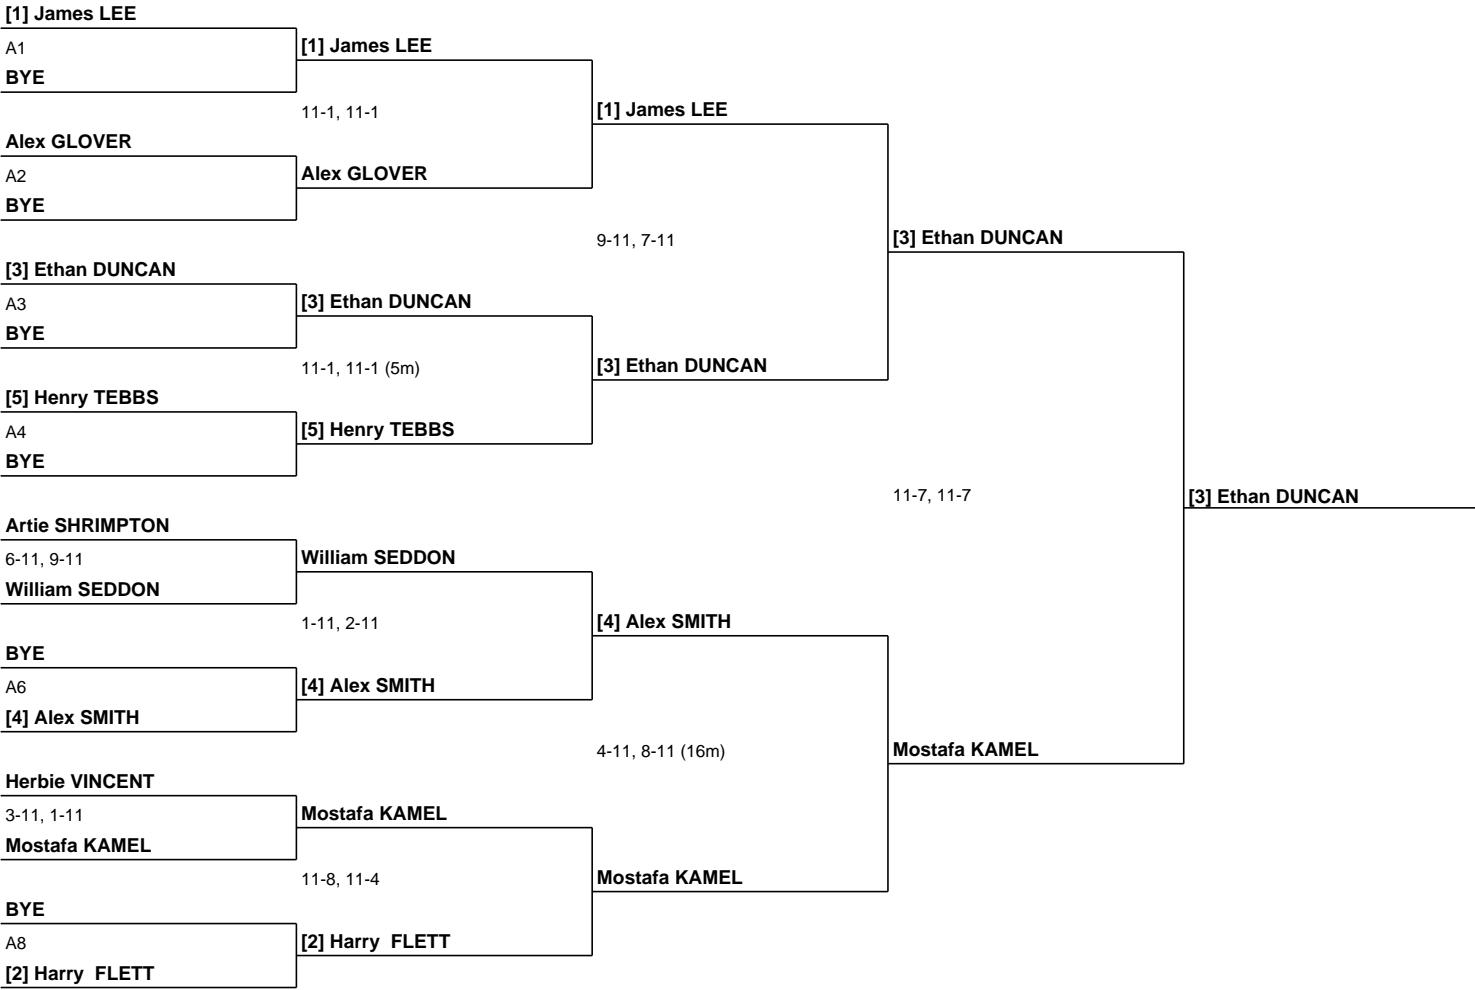 [1] James LEE
A1
BYE
Alex GLOVER
A2
BYE
[3] Ethan DUNCAN
A3
BYE
[5] Henry TEBBS
A4
BYE
Artie SHRIMPTON
6-11, 9-11
William SEDDON
BYE
A6
[4] Alex SMITH
Herbie VINCENT
3-11, 1-11
Mostafa KAMEL
BYE
A8
[2] Harry  FLETT
[1] James LEE
11-1, 11-1
Alex GLOVER
[3] Ethan DUNCAN
11-1, 11-1 (5m)
[5] Henry TEBBS
William SEDDON
1-11, 2-11
[4] Alex SMITH
Mostafa KAMEL
11-8, 11-4
[2] Harry  FLETT
[1] James LEE
9-11, 7-11
[3] Ethan DUNCAN
[4] Alex SMITH
4-11, 8-11 (16m)
Mostafa KAMEL
[3] Ethan DUNCAN
11-7, 11-7
Mostafa KAMEL
[3] Ethan DUNCAN